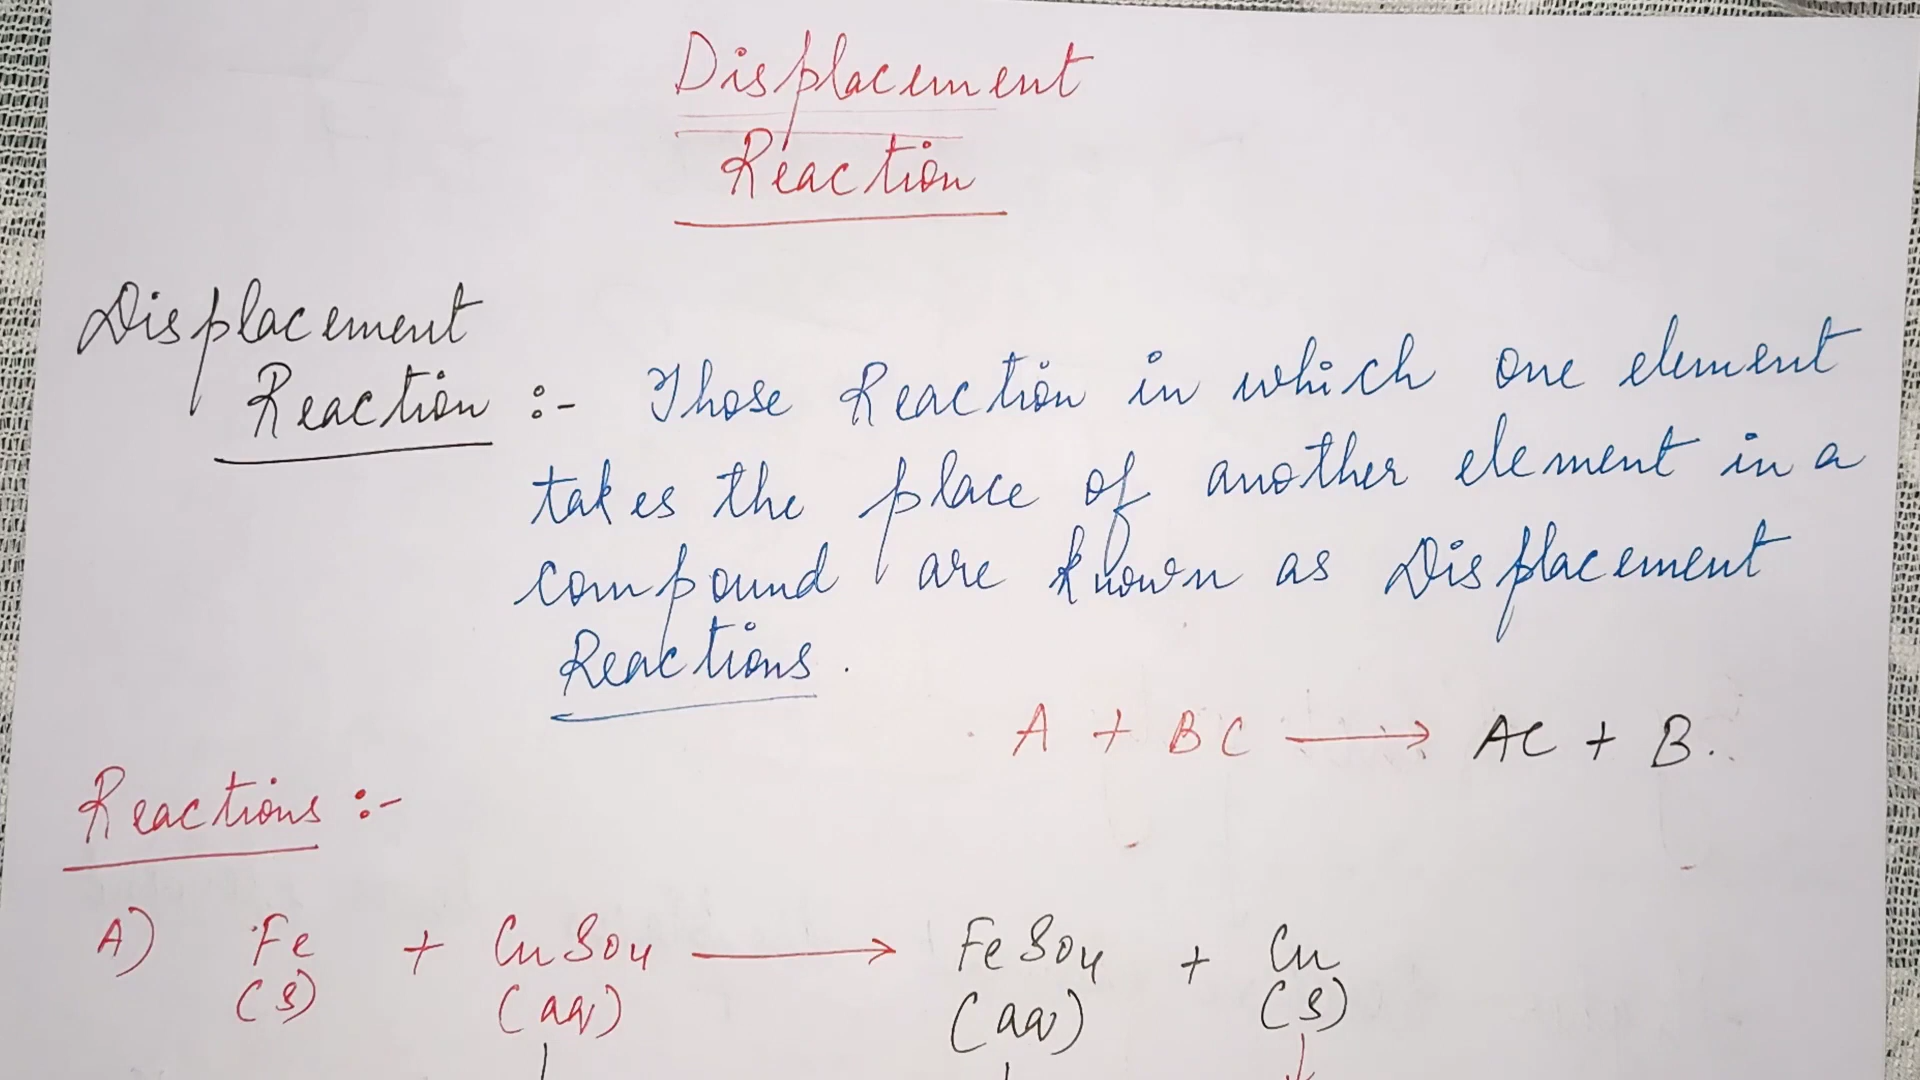 Displacement
Reaction
Displacement
Reaction :- Those Reaction in which one element
takes the place of another element in a
compound are known as Displacement
Reactions.
A + BC → AC + B.
Reactions :-
A) Fe + CuSO4 → FeSO4 + Cu
(s) (aq) (aq) (s)